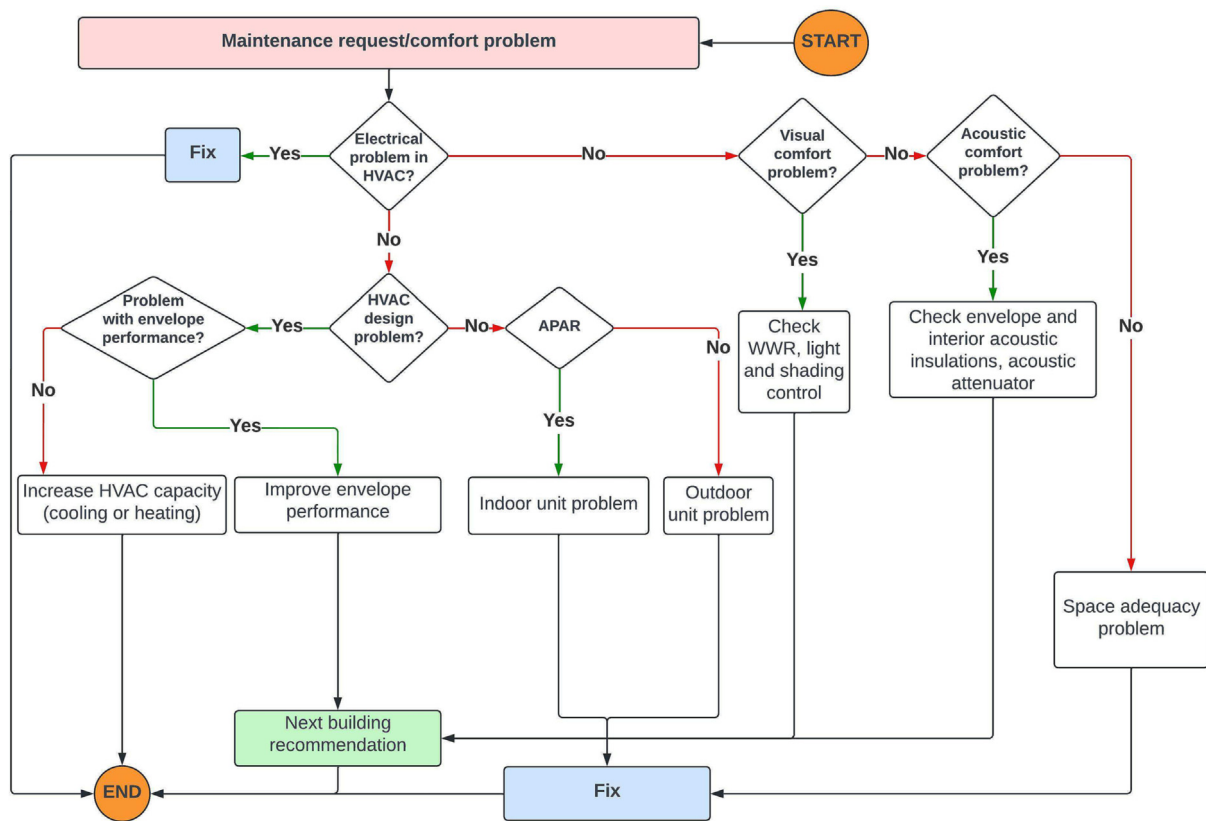 Maintenance request/comfort problem
START
Electrical
problem in
HVAC?
Yes
Fix
No
Visual
comfort
problem?
No
Acoustic
comfort
problem?
No
Yes
Yes
No
Problem
with envelope
performance?
Yes
HVAC
design
problem?
No
APAR
No
Check
WWR, light
and shading
control
Check envelope and
interior acoustic
insulations, acoustic
attenuator
No
Yes
Yes
Increase HVAC capacity
(cooling or heating)
Improve envelope
performance
Indoor unit problem
Outdoor
unit problem
Space adequacy
problem
Next building
recommendation
END
Fix